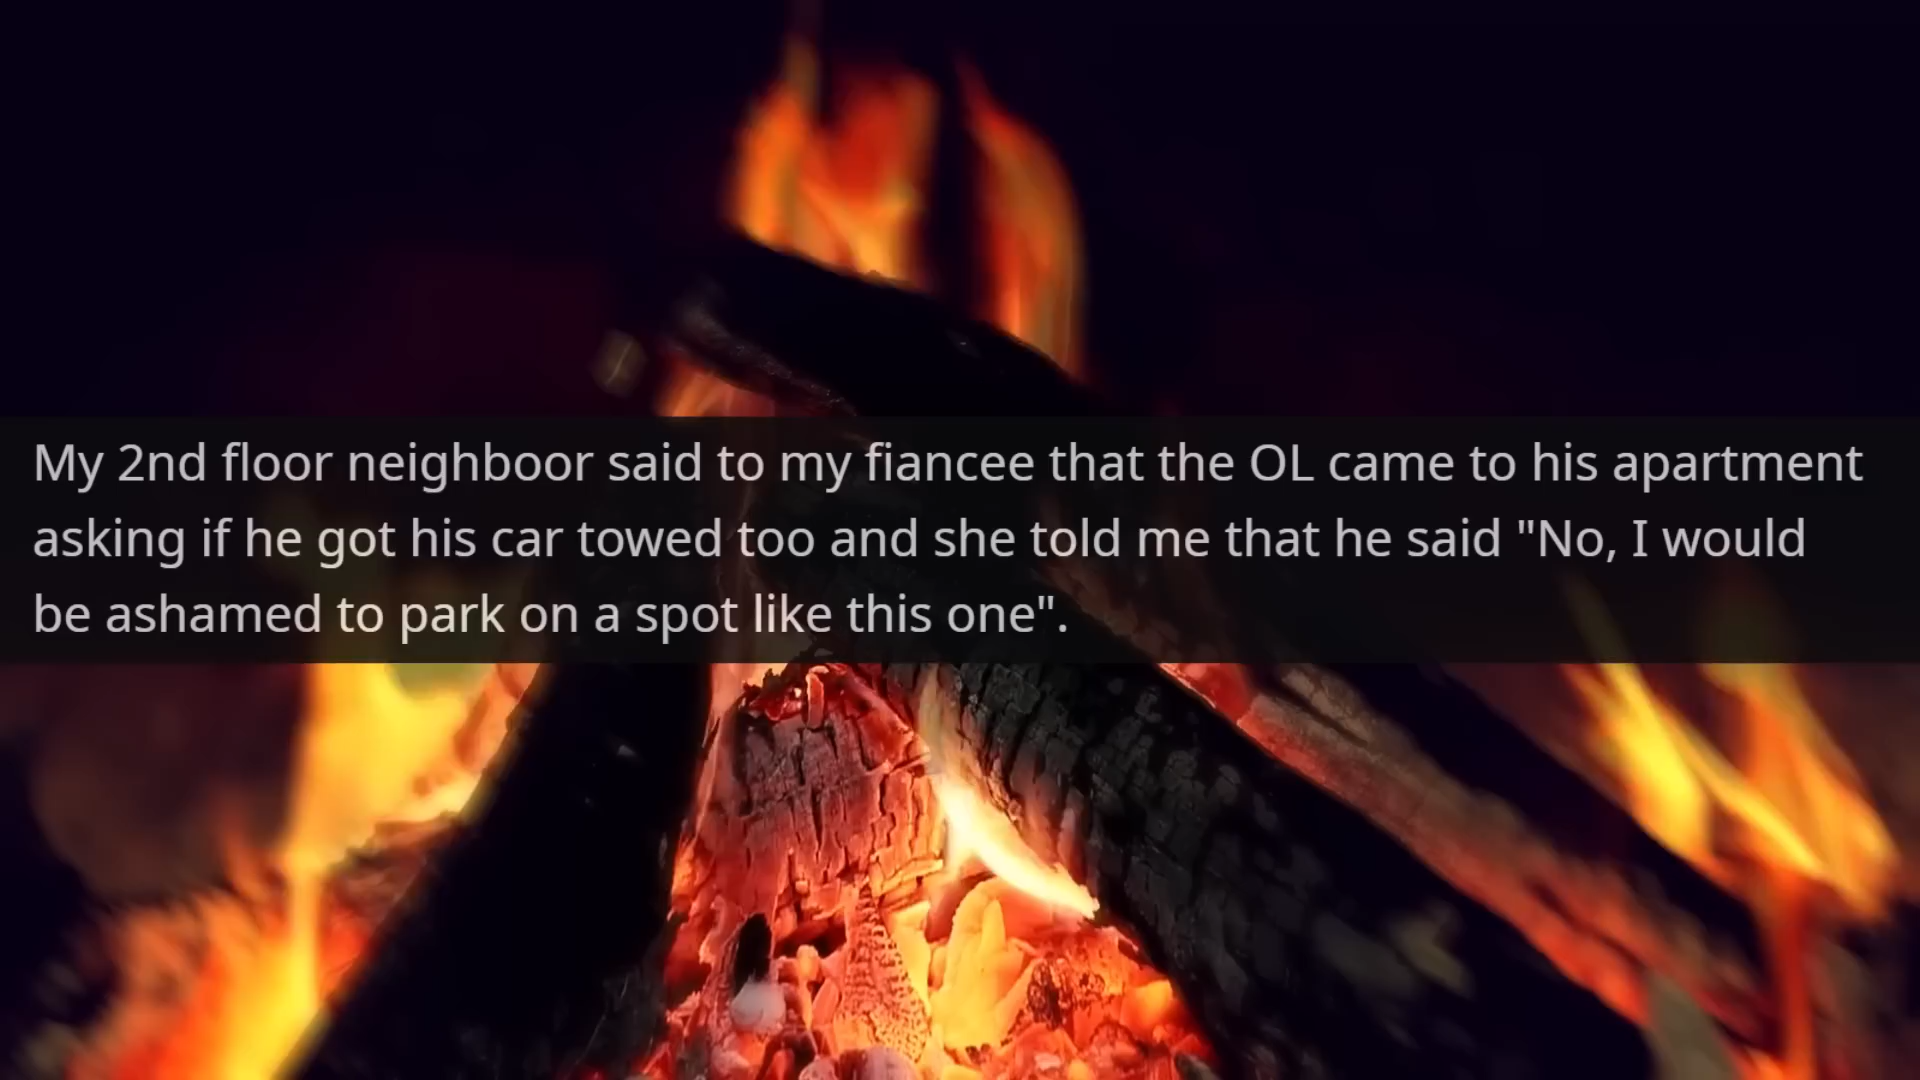 My 2nd floor neighboor said to my fiancee that the OL came to his apartment
asking if he got his car towed too and she told me that he said "No, I would
be ashamed to park on a spot like this one".